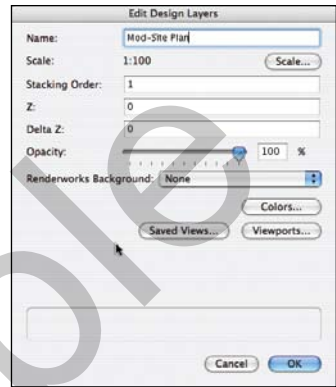 Edit Design Layers
Name: Mod-Site Plan
Scale: 1:100 Scale...
Stacking Order: 1
Z: 0
Delta Z: 0
Opacity: 100 %
Renderworks Background: None
Colors...
Saved Views... Viewports...
Cancel OK